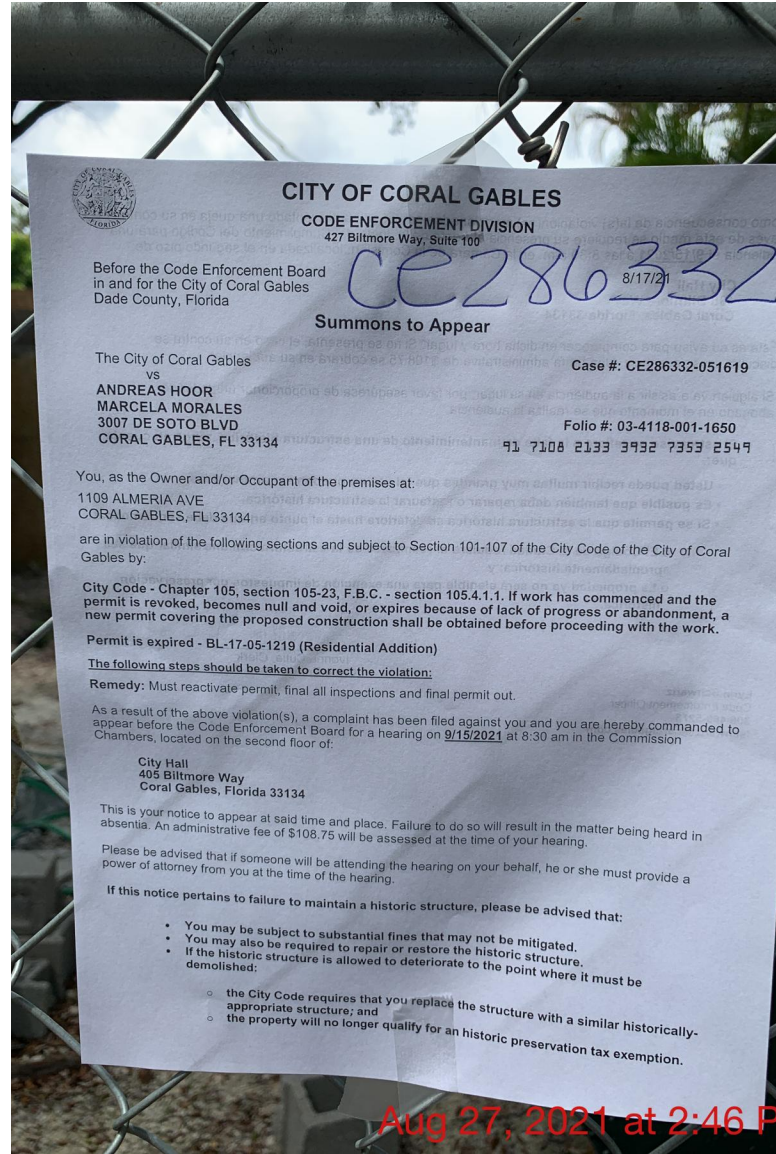 CITY OF CORAL GABLES
CODE ENFORCEMENT DIVISION
427 Biltmore Way, Suite 100
CE286332
Before the Code Enforcement Board
in and for the City of Coral Gables
Dade County, Florida
8/17/21
Summons to Appear
The City of Coral Gables
vs
ANDREAS HOOR
MARCELA MORALES
3007 DE SOTO BLVD
CORAL GABLES, FL 33134
Case #: CE286332-051619
Folio #: 03-4118-001-1650
91 7108 2133 3932 7353 2549
You, as the Owner and/or Occupant of the premises at:
1109 ALMERIA AVE
CORAL GABLES, FL 33134
are in violation of the following sections and subject to Section 101-107 of the City Code of the City of Coral
Gables by:
City Code - Chapter 105, section 105-23, F.B.C. - section 105.4.1.1. If work has commenced and the
permit is revoked, becomes null and void, or expires because of lack of progress or abandonment, a
new permit covering the proposed construction shall be obtained before proceeding with the work.
Permit is expired - BL-17-05-1219 (Residential Addition)
The following steps should be taken to correct the violation:
Remedy: Must reactivate permit, final all inspections and final permit out.
As a result of the above violation(s), a complaint has been filed against you and you are hereby commanded to
appear before the Code Enforcement Board for a hearing on 9/15/2021 at 8:30 am in the Commission
Chambers, located on the second floor of:
City Hall
405 Biltmore Way
Coral Gables, Florida 33134
This is your notice to appear at said time and place. Failure to do so will result in the matter being heard in
absentia. An administrative fee of $108.75 will be assessed at the time of your hearing.
Please be advised that if someone will be attending the hearing on your behalf, he or she must provide a
power of attorney from you at the time of the hearing.
If this notice pertains to failure to maintain a historic structure, please be advised that:
• You may be subject to substantial fines that may not be mitigated.
• You may also be required to repair or restore the historic structure.
• If the historic structure is allowed to deteriorate to the point where it must be
demolished:
o the City Code requires that you replace the structure with a similar historically-
appropriate structure; and
o the property will no longer qualify for an historic preservation tax exemption.
Aug 27, 2021 at 2:46 P